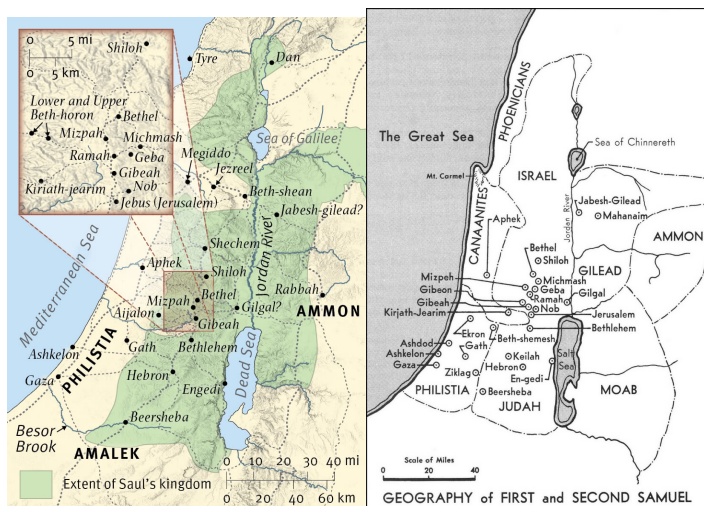 0 5 mi
0 5 km
Shiloh
Lower and Upper
Beth-horon
Bethel
Mizpah
Michmash
Ramah
Geba
Gibeah
Kiriath-jearim
Nob
Jebus (Jerusalem)
Tyre
Dan
Sea of Galilee
Megiddo
Jezreel
Beth-shean
Jabesh-gilead?
Mediterranean Sea
Shechem
Jordan River
Aphek
Shiloh
Rabbah
Bethel
Mizpah
Gilgal?
AMMON
Aijalon
Gibeah
PHILISTIA
Ashkelon
Gath
Bethlehem
Dead Sea
Gaza
Hebron
Engedi
Beersheba
Besor
Brook
AMALEK
Extent of Saul's kingdom
0 10 20 30 40 mi
0 20 40 60 km
PHOENICIANS
The Great Sea
Sea of Chinnereth
Mt. Carmel
ISRAEL
CANAANITES
Jordan River
Jabesh-Gilead
Mahanaim
Aphek
AMMON
Bethel
Shiloh
Mizpeh
Michmash
GILEAD
Gibeon
Geba
Ramah
Gilgal
Gibeah
Nob
Kirjath-Jearim
Jerusalem
Bethlehem
Ekron
Beth-shemesh
Ashdod
Gath
Ashkelon
Keilah
Salt
Sea
Gaza
Ziklag
Hebron
En-gedi
MOAB
PHILISTIA
Beersheba
JUDAH
Scale of Miles
0 20 40
GEOGRAPHY of FIRST and SECOND SAMUEL